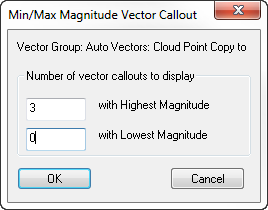 Min/Max Magnitude Vector Callout
Vector Group: Auto Vectors: Cloud Point Copy to
Number of vector callouts to display
3 with Highest Magnitude
0 with Lowest Magnitude
OK Cancel